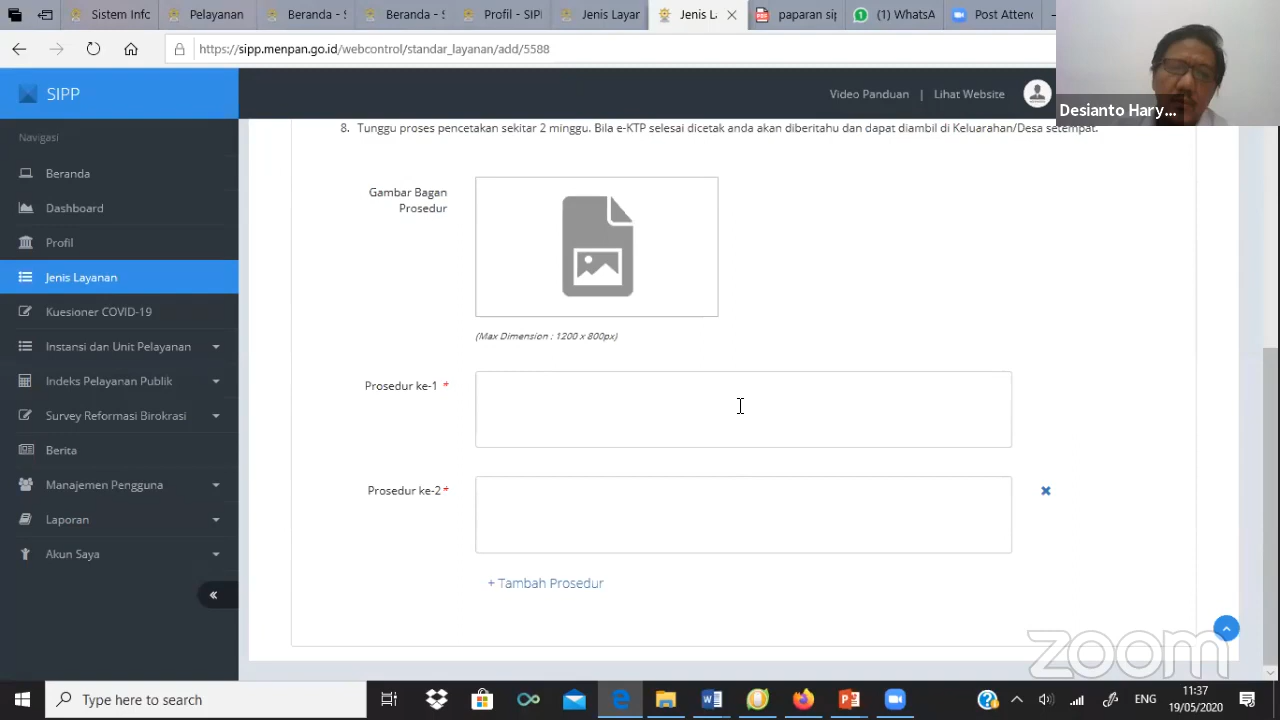 Sistem Info
Pelayanan
Beranda - S
Beranda - S
Profil - SIPI
Jenis Layar
Jenis La
paparan sip
(1) WhatsA
Post Attend
https://sipp.menpan.go.id/webcontrol/standar_layanan/add/5588
SIPP
Video Panduan | Lihat Website
Desianto Hary...
Navigasi
Beranda
Dashboard
Profil
Jenis Layanan
Kuesioner COVID-19
Instansi dan Unit Pelayanan
Indeks Pelayanan Publik
Survey Reformasi Birokrasi
Berita
Manajemen Pengguna
Laporan
Akun Saya
8. Tunggu proses pencetakan sekitar 2 minggu. Bila e-KTP selesai dicetak anda akan diberitahu dan dapat diambil di Keluarahan/Desa setempat.
Gambar Bagan
Prosedur
(Max Dimension : 1200 x 800px)
Prosedur ke-1 *
Prosedur ke-2 *
+ Tambah Prosedur
zoom
Type here to search
ENG
11:37
19/05/2020